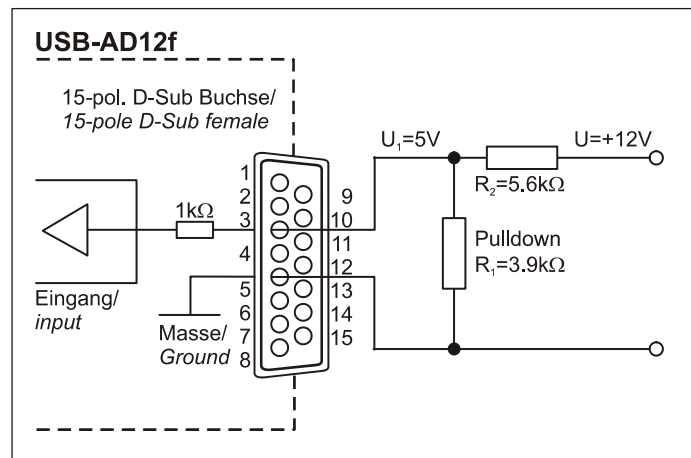 USB-AD12f
15-pol. D-Sub Buchse/
15-pole D-Sub female
U₁=5V
U=+12V
R₂=5.6kΩ
1
2
3
4
5
6
7
8
9
10
11
12
13
14
15
1kΩ
Pulldown
R₁=3.9kΩ
Eingang/
input
Masse/
Ground